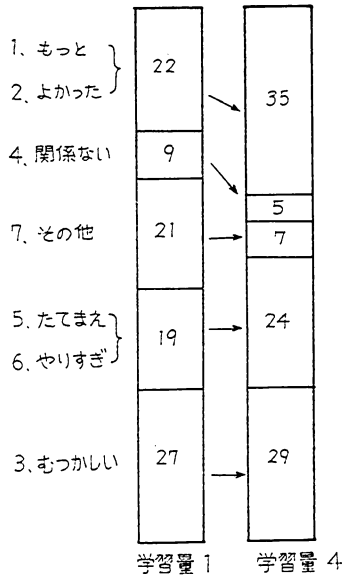 1、もっと
2、よかった
22
35
4、関係ない
9
5
7、その他
21
7
5、たてまえ
6、やりすぎ
19
24
3、むつかしい
27
29
学習量1 学習量4